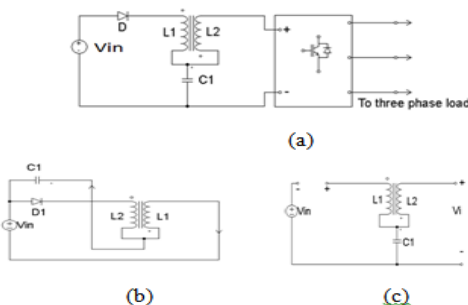 D
L1 L2
Vin
C1
+
-
To three phase load
(a)
C1
D1
L2 L1
Vin
(b)
- + +
L1 L2
Vin
Vi
C1
-
(c)